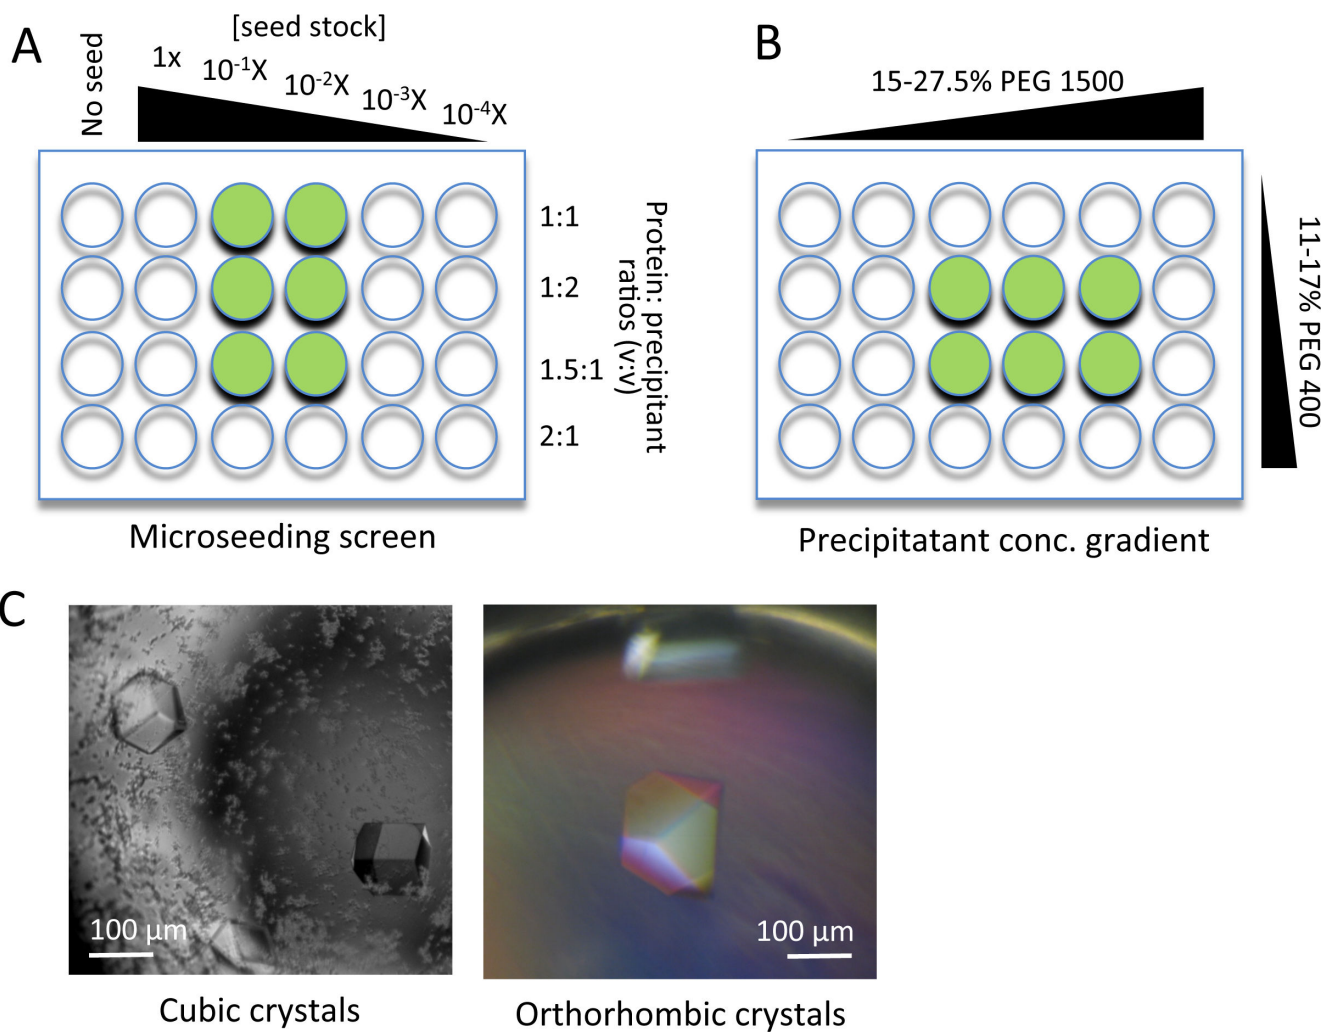 A
No seed
[seed stock]
1x
10⁻¹X
10⁻²X
10⁻³X
10⁻⁴X
1:1
1:2
1.5:1
2:1
Protein: precipitant
ratios (v:v)
Microseeding screen
B
15-27.5% PEG 1500
11-17% PEG 400
Precipitatant conc. gradient
C
100 µm
Cubic crystals
100 µm
Orthorhombic crystals